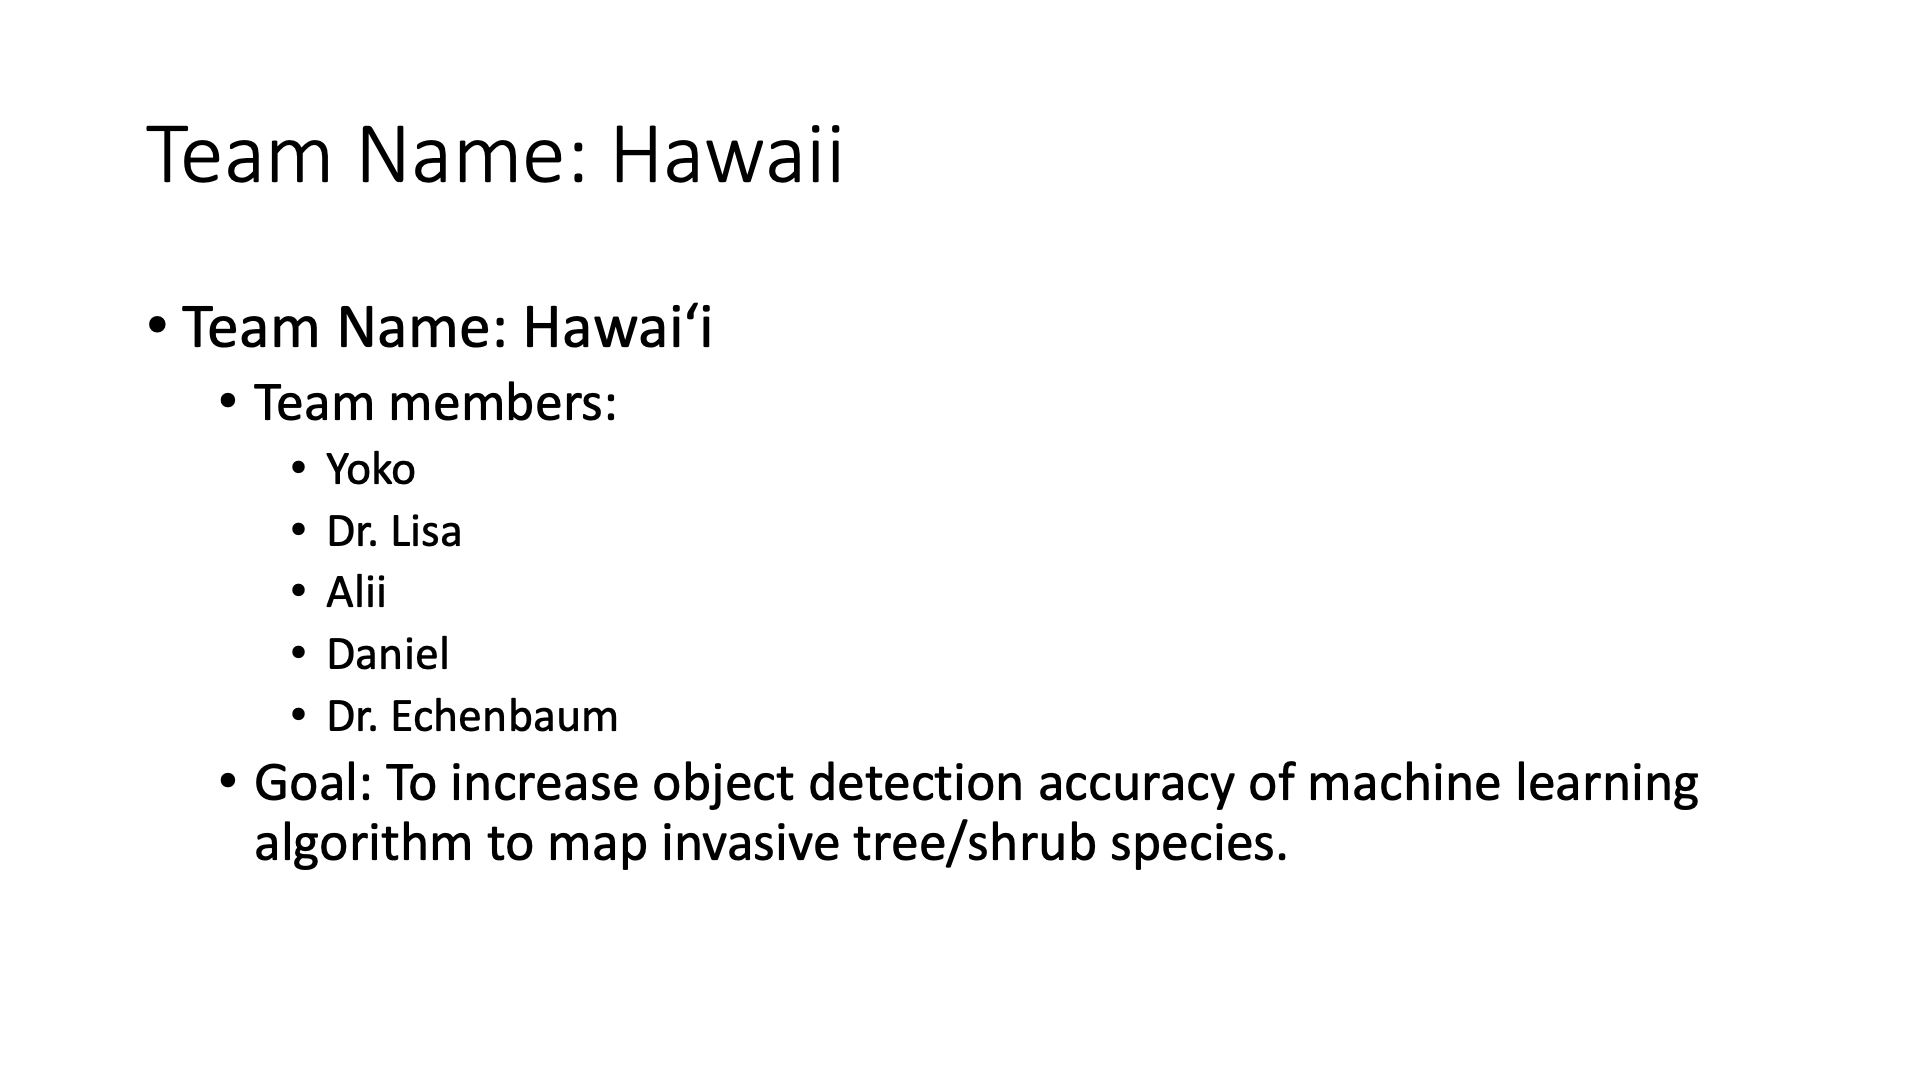 Team Name: Hawaii
• Team Name: Hawaiʻi
• Team members:
• Yoko
• Dr. Lisa
• Alii
• Daniel
• Dr. Echenbaum
• Goal: To increase object detection accuracy of machine learning
algorithm to map invasive tree/shrub species.